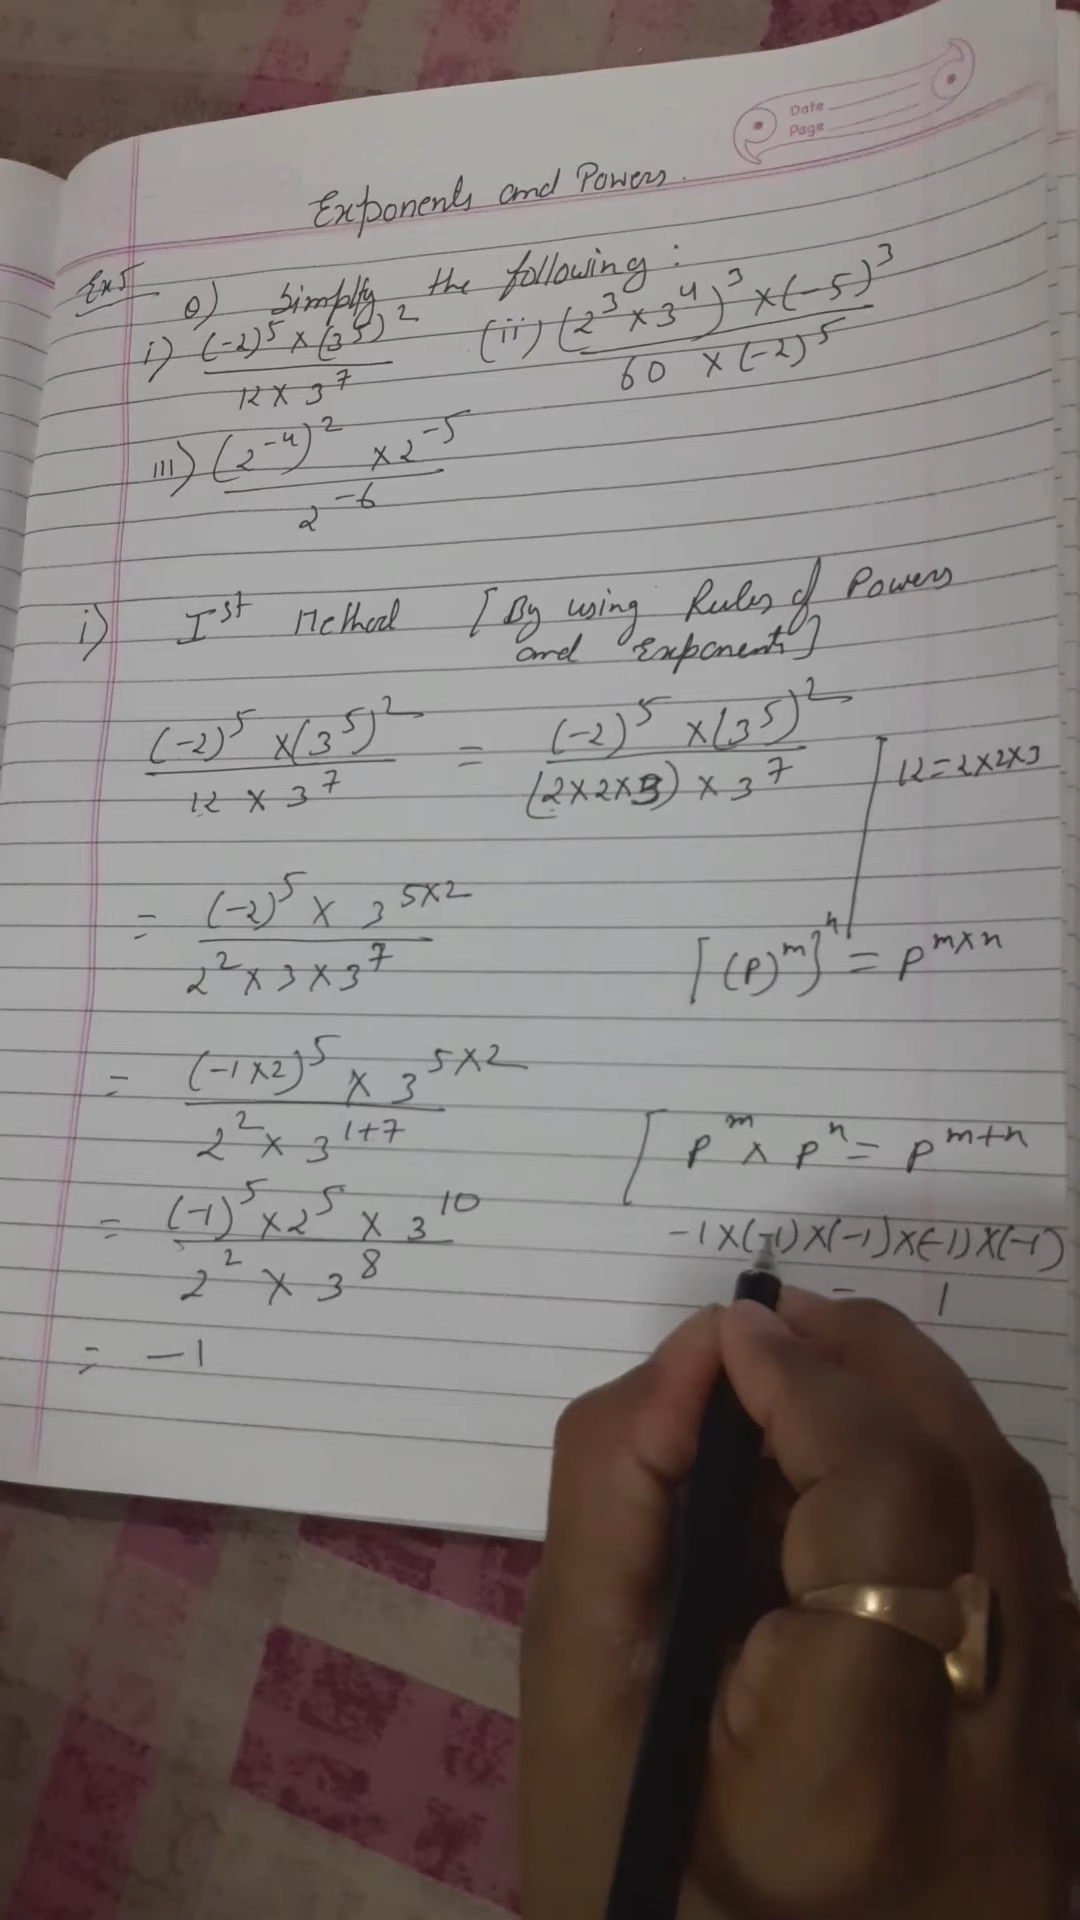 Date
Page
Exponents and Powers.
Ex 5
Q) Simplify the following:
i) (-2)^5 × (3^5)^2 / 12 × 3^7 (ii) (2^3 × 3^4)^3 × (-5)^3 / 60 × (-2)^5
iii) (2^-4)^2 × 2^-5 / 2^-6
i) Ist Method [By using Rules of Powers
and Exponents]
(-2)^5 × (3^5)^2 / 12 × 3^7 = (-2)^5 × (3^5)^2 / (2×2×3) × 3^7 [12 = 2×2×3
= (-2)^5 × 3^5×2 / 2^2 × 3 × 3^7 [(P)^m]^n = P^m×n
= (-1×2)^5 × 3^5×2 / 2^2 × 3^1+7 [P^m × P^n = P^m+n
= (-1)^5 × 2^5 × 3^10 / 2^2 × 3^8 -1×(-1)×(-1)×(-1)×(-1)
= 1
= -1